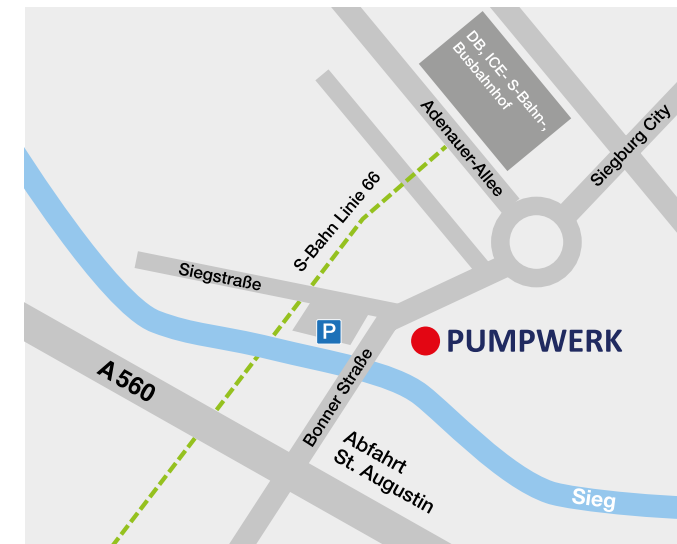 DB, ICE- S-Bahn-,
Busbahnhof
Adenauer-Allee
Siegburg City
S-Bahn Linie 66
Siegstraße
P
PUMPWERK
Bonner Straße
A 560
Abfahrt
St. Augustin
Sieg